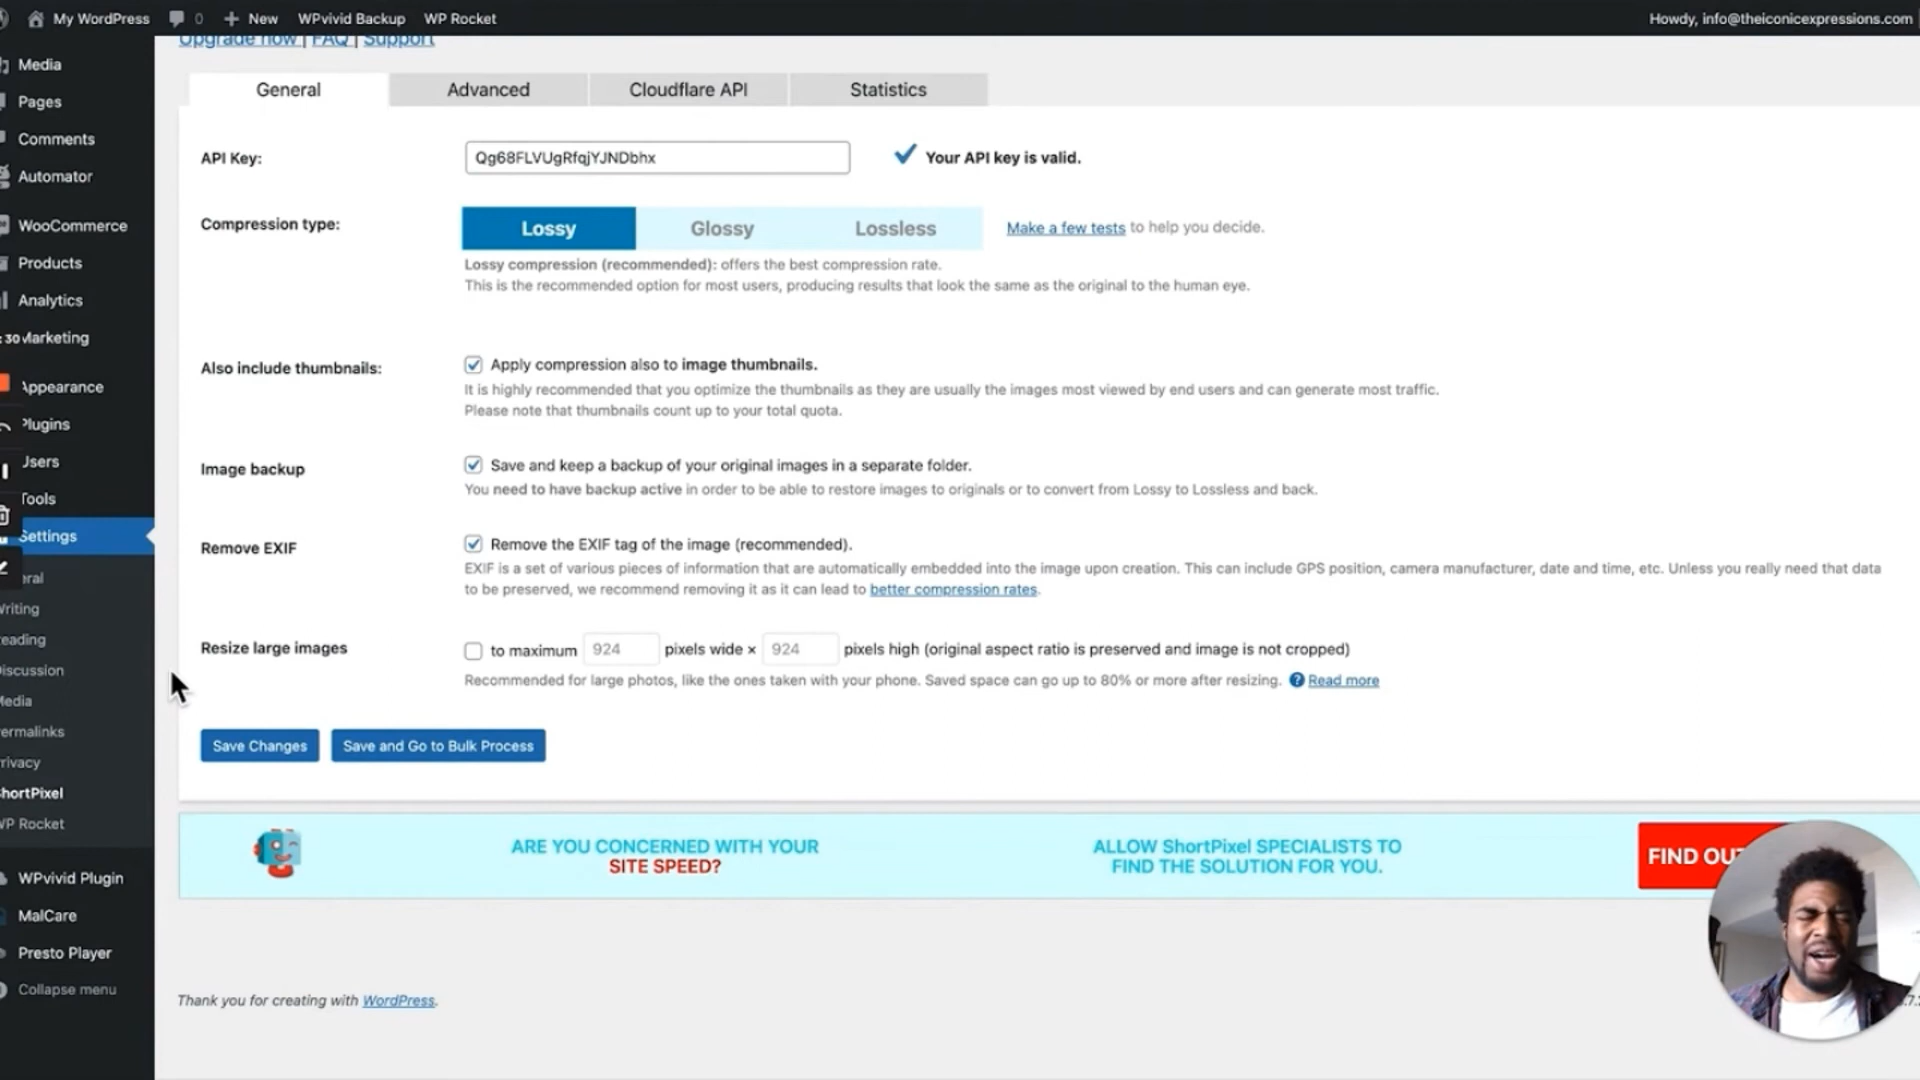 My WordPress 0 New WPvivid Backup WP Rocket Howdy, info@theiconicexpressions.com
Upgrade now | FAQ | Support
Media
Pages
Comments
Automator
WooCommerce
Products
Analytics
: 30 Marketing
Appearance
Plugins
Users
Tools
Settings
eral
Writing
eading
Discussion
Media
ermalinks
rivacy
ShortPixel
WP Rocket
WPvivid Plugin
MalCare
Presto Player
Collapse menu
General Advanced Cloudflare API Statistics
API Key: Qg68FLVUgRfqjYJNDbhx Your API key is valid.
Compression type: Lossy Glossy Lossless Make a few tests to help you decide.
Lossy compression (recommended): offers the best compression rate.
This is the recommended option for most users, producing results that look the same as the original to the human eye.
Also include thumbnails: Apply compression also to image thumbnails.
It is highly recommended that you optimize the thumbnails as they are usually the images most viewed by end users and can generate most traffic.
Please note that thumbnails count up to your total quota.
Image backup Save and keep a backup of your original images in a separate folder.
You need to have backup active in order to be able to restore images to originals or to convert from Lossy to Lossless and back.
Remove EXIF Remove the EXIF tag of the image (recommended).
EXIF is a set of various pieces of information that are automatically embedded into the image upon creation. This can include GPS position, camera manufacturer, date and time, etc. Unless you really need that data
to be preserved, we recommend removing it as it can lead to better compression rates.
Resize large images to maximum 924 pixels wide × 924 pixels high (original aspect ratio is preserved and image is not cropped)
Recommended for large photos, like the ones taken with your phone. Saved space can go up to 80% or more after resizing. ? Read more
Save Changes Save and Go to Bulk Process
ARE YOU CONCERNED WITH YOUR
SITE SPEED?
ALLOW ShortPixel SPECIALISTS TO
FIND THE SOLUTION FOR YOU.
FIND OUT
Thank you for creating with WordPress.